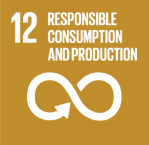 12 RESPONSIBLE
CONSUMPTION
AND PRODUCTION